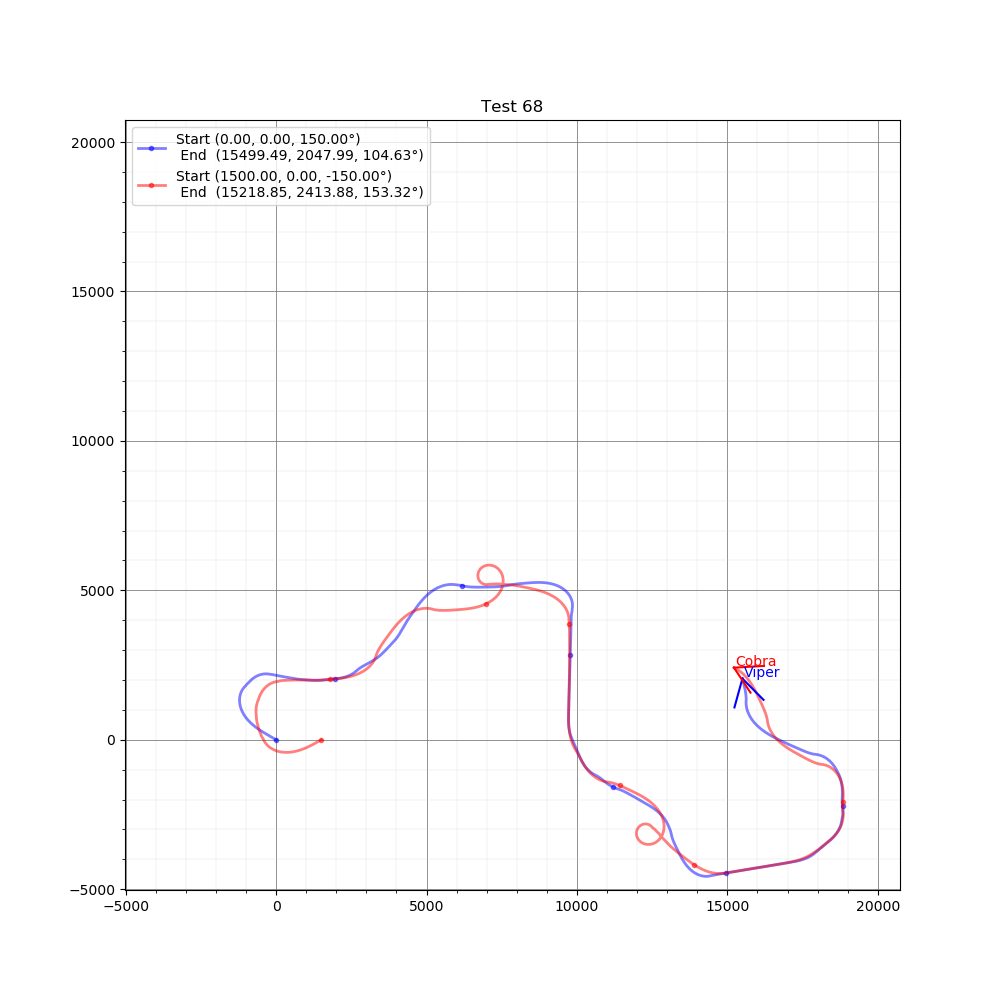 Test 68
Start (0.00, 0.00, 150.00°)
End (15499.49, 2047.99, 104.63°)
Start (1500.00, 0.00, -150.00°)
End (15218.85, 2413.88, 153.32°)
20000
15000
10000
5000
0
−5000
Cobra
Viper
−5000 0 5000 10000 15000 20000